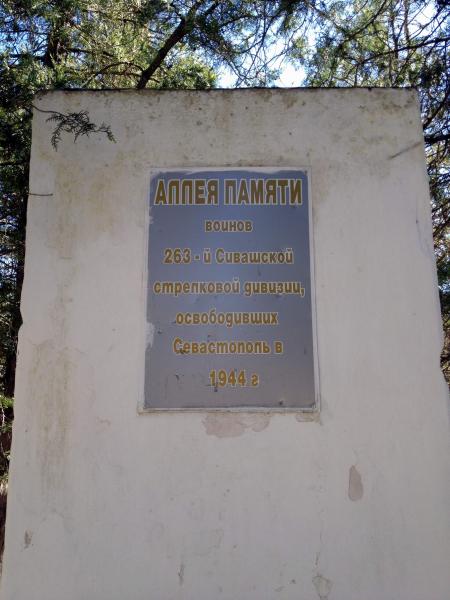 АЛЛЕЯ ПАМЯТИ
воинов
263 - й Сивашской
стрелковой дивизии,
освободивших
Севастополь в
1944 г